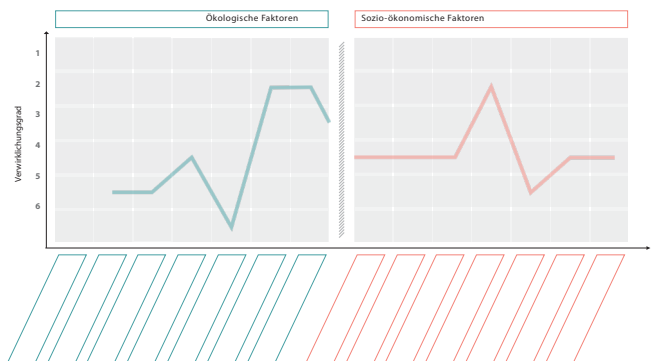 Ökologische Faktoren
Sozio-ökonomische Faktoren
Verwirklichungsgrad
1
2
3
4
5
6